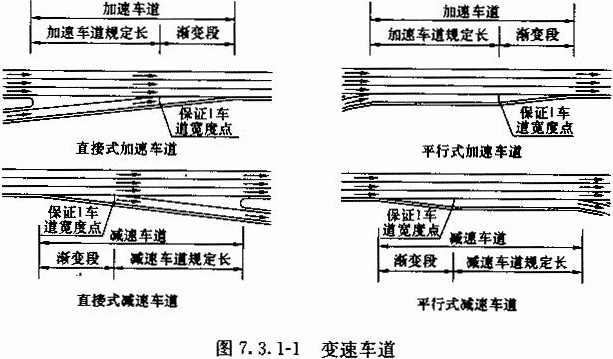 加速车道
加速车道规定长
渐变段
保证1车
道宽度点
直接式加速车道
加速车道
加速车道规定长
渐变段
保证1车
道宽度点
平行式加速车道
保证1车
道宽度点
减速车道
渐变段
减速车道规定长
直接式减速车道
保证1车
道宽度点
减速车道
渐变段
减速车道规定长
平行式减速车道
图7.3.1-1 变速车道